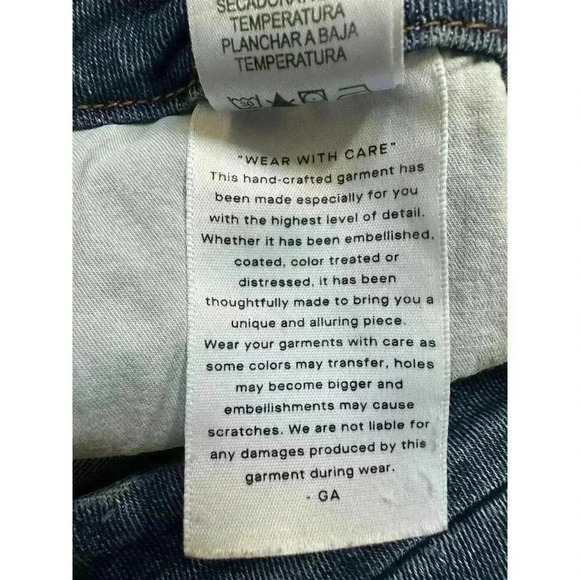 TEMPERATURA
PLANCHAR A BAJA
TEMPERATURA
"WEAR WITH CARE"
This hand-crafted garment has
been made especially for you
with the highest level of detail.
Whether it has been embellished,
coated, color treated or
distressed, it has been
thoughtfully made to bring you a
unique and alluring piece.
Wear your garments with care as
some colors may transfer, holes
may become bigger and
embellishments may cause
scratches. We are not liable for
any damages produced by this
garment during wear.
- GA